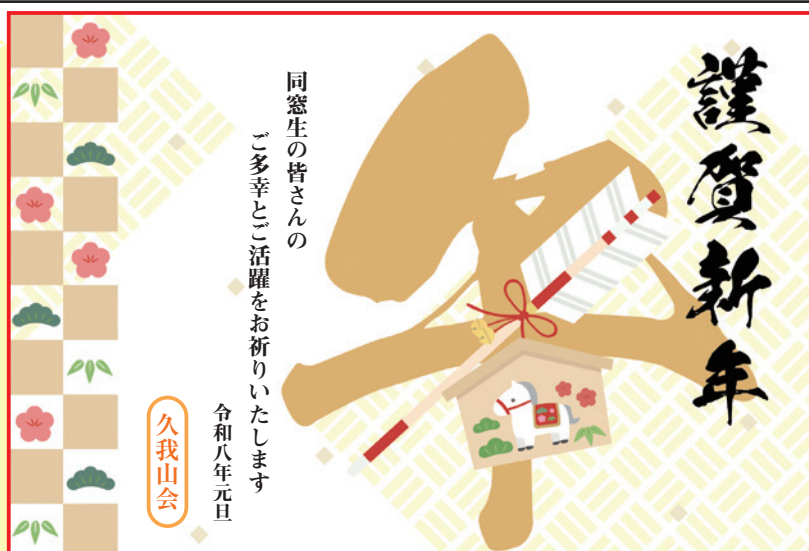 謹賀新年
午
同窓生の皆さんの
ご多幸とご活躍をお祈りいたします
令和八年元旦
久我山会